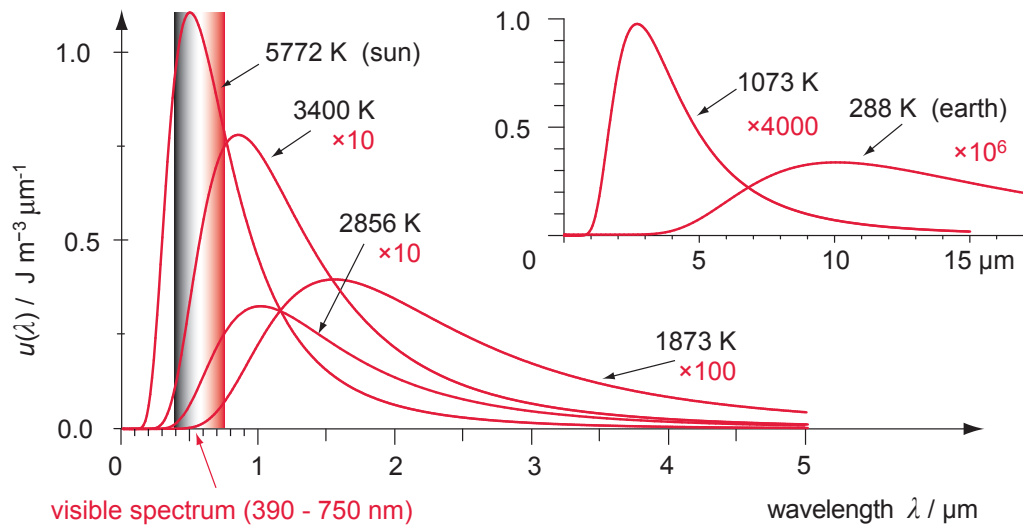 u(λ) / J m⁻³ μm⁻¹
1.0
0.5
0.0
0
1
2
3
4
5
5772 K (sun)
3400 K
×10
2856 K
×10
1873 K
×100
visible spectrum (390 - 750 nm)
wavelength λ / μm
1.0
0.5
0
5
10
15 μm
1073 K
×4000
288 K (earth)
×10⁶